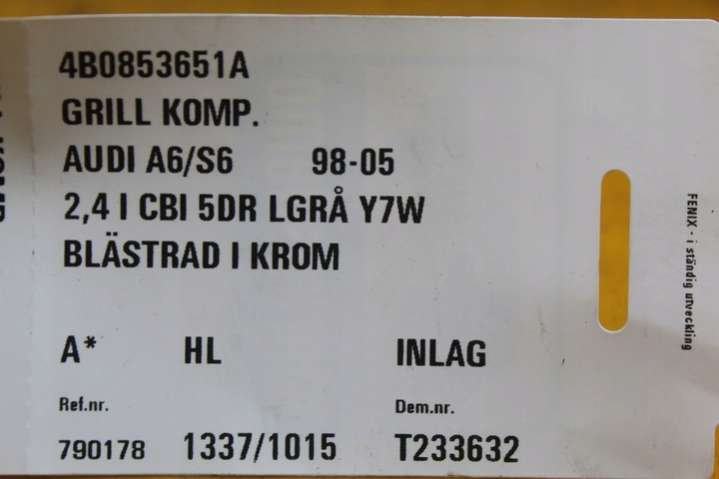 4B0853651A
GRILL KOMP.
AUDI A6/S6 98-05
2,4 I CBI 5DR LGRÅ Y7W
BLÄSTRAD I KROM
A* HL INLAG
Ref.nr. Dem.nr.
790178 1337/1015 T233632
FENIX - i ständig utveckling